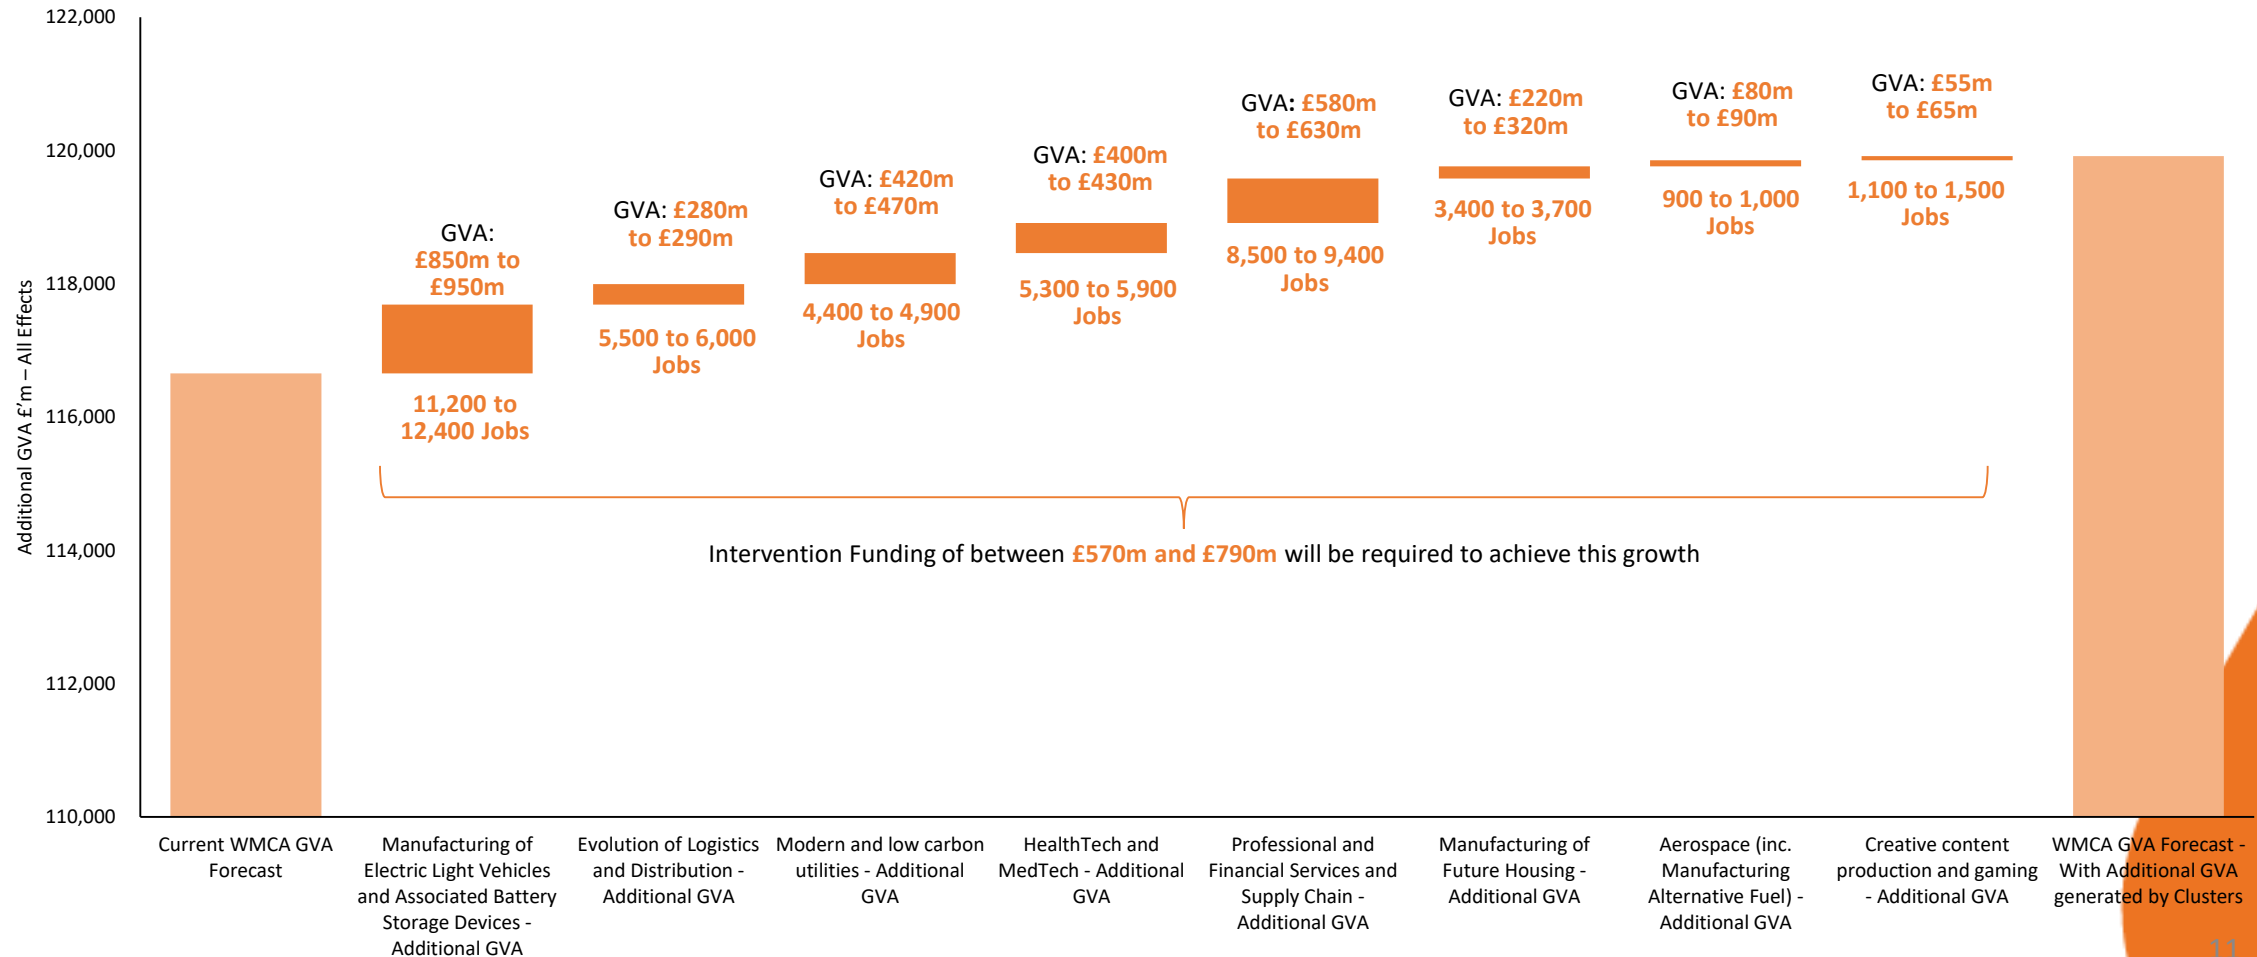 122,000
120,000
118,000
116,000
114,000
112,000
110,000
Additional GVA £'m – All Effects
GVA:
£850m to
£950m
11,200 to
12,400 Jobs
GVA: £280m
to £290m
5,500 to 6,000
Jobs
GVA: £420m
to £470m
4,400 to 4,900
Jobs
GVA: £400m
to £430m
5,300 to 5,900
Jobs
GVA: £580m
to £630m
8,500 to 9,400
Jobs
GVA: £220m
to £320m
3,400 to 3,700
Jobs
GVA: £80m
to £90m
900 to 1,000
Jobs
GVA: £55m
to £65m
1,100 to 1,500
Jobs
Intervention Funding of between £570m and £790m will be required to achieve this growth
Current WMCA GVA
Forecast
Manufacturing of
Electric Light Vehicles
and Associated Battery
Storage Devices -
Additional GVA
Evolution of Logistics
and Distribution -
Additional GVA
Modern and low carbon
utilities - Additional
GVA
HealthTech and
MedTech - Additional
GVA
Professional and
Financial Services and
Supply Chain -
Additional GVA
Manufacturing of
Future Housing -
Additional GVA
Aerospace (inc.
Manufacturing
Alternative Fuel) -
Additional GVA
Creative content
production and gaming
- Additional GVA
WMCA GVA Forecast -
With Additional GVA
generated by Clusters
11